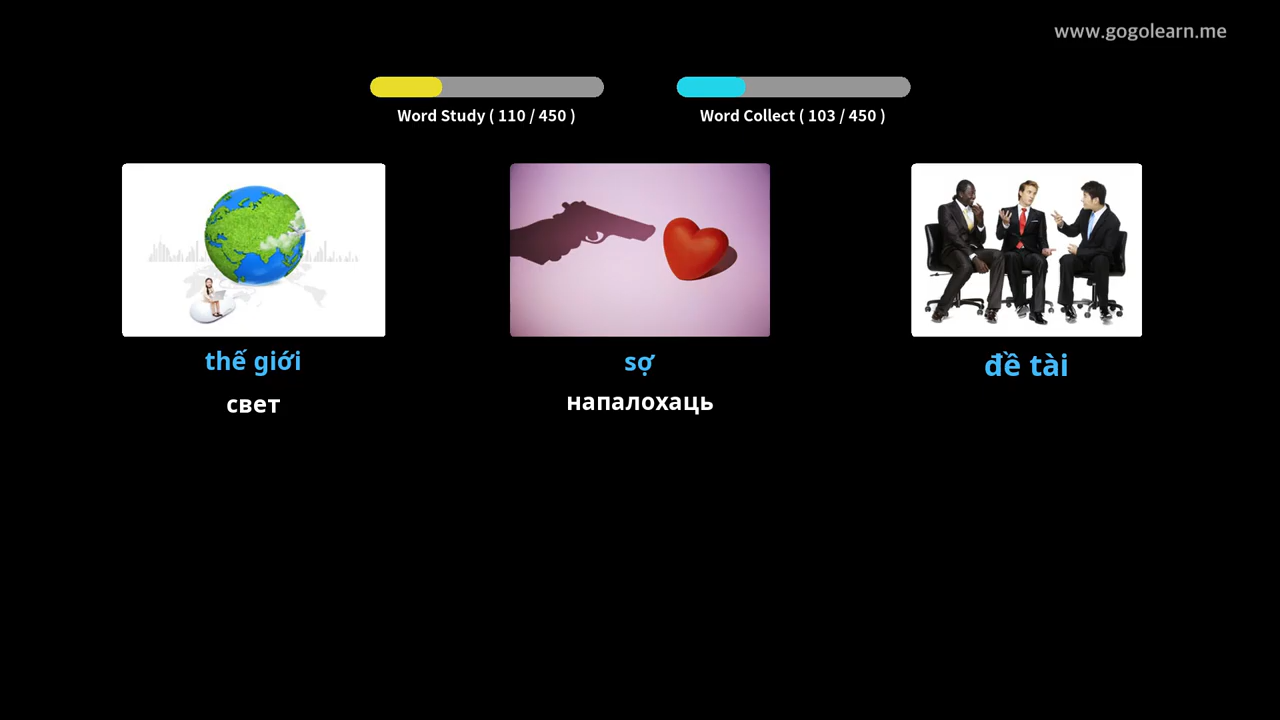 www.gogolearn.me
Word Study ( 110 / 450 )
Word Collect ( 103 / 450 )
thế giới
свет
sợ
напалохаць
đề tài